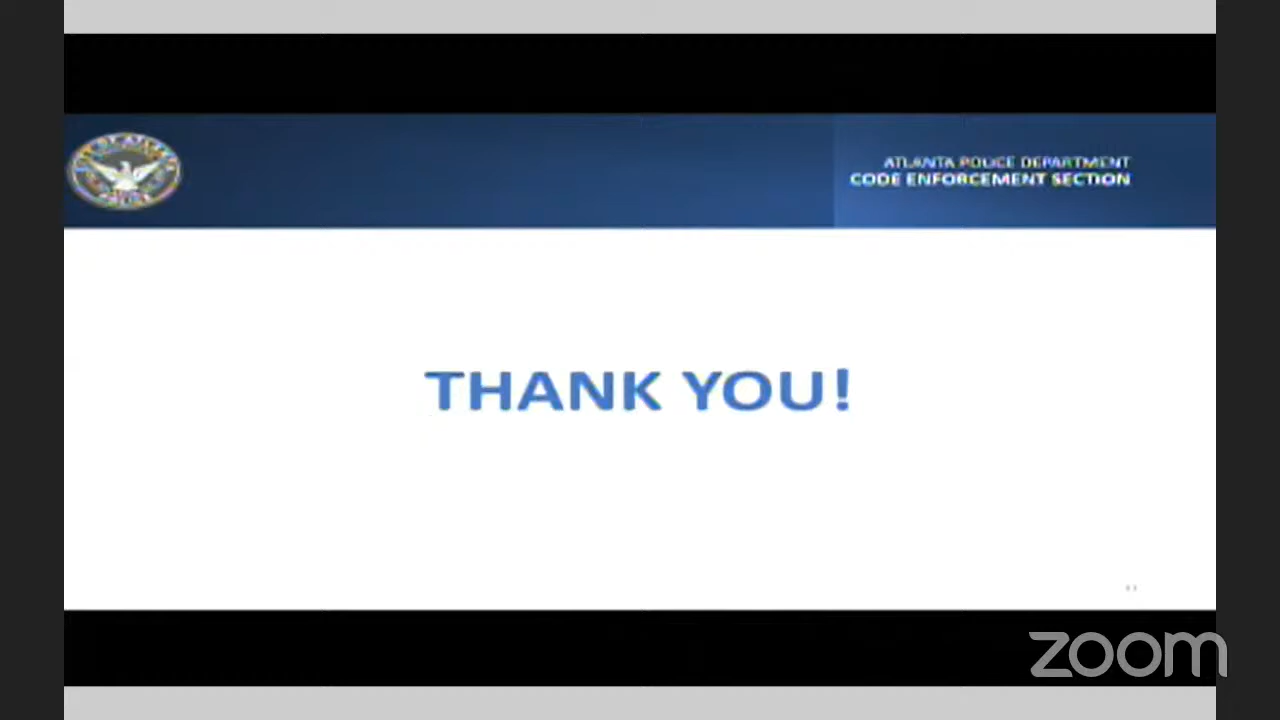 ATLANTA POLICE DEPARTMENT
CODE ENFORCEMENT SECTION
THANK YOU!
zoom